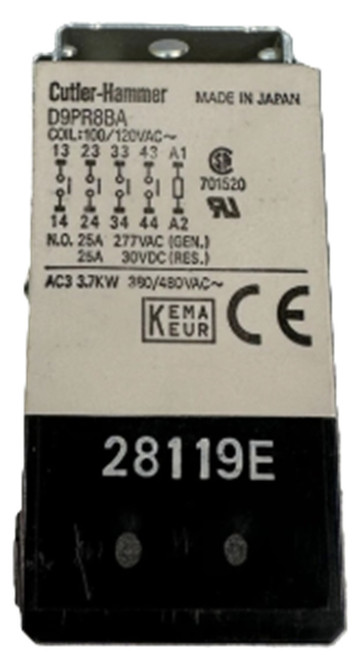 Cutler-Hammer MADE IN JAPAN
D9PR8BA
COIL:100/120VAC~
13 23 33 43 A1
14 24 34 44 A2
701520
N.O. 25A 277VAC (GEN.)
25A 30VDC (RES.)
AC3 3.7KW 380/480VAC~
KEMA
KEUR
CE
28119E